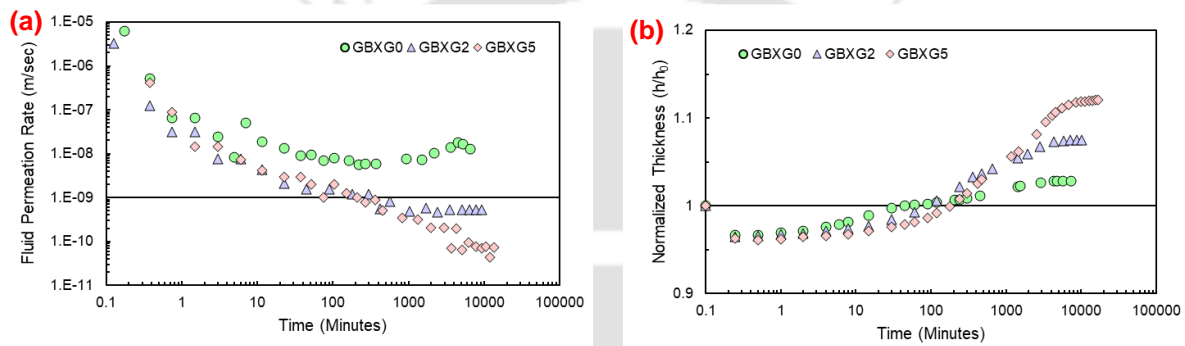 (a)
1.E-05
1.E-06
1.E-07
1.E-08
1.E-09
1.E-10
1.E-11
Fluid Permeation Rate (m/sec)
GBXG0 GBXG2 GBXG5
0.1 1 10 100 1000 10000 100000
Time (Minutes)
(b)
1.2
1.1
1
0.9
Normalized Thickness (h/h0)
GBXG0 GBXG2 GBXG5
0.1 1 10 100 1000 10000 100000
Time (Minutes)